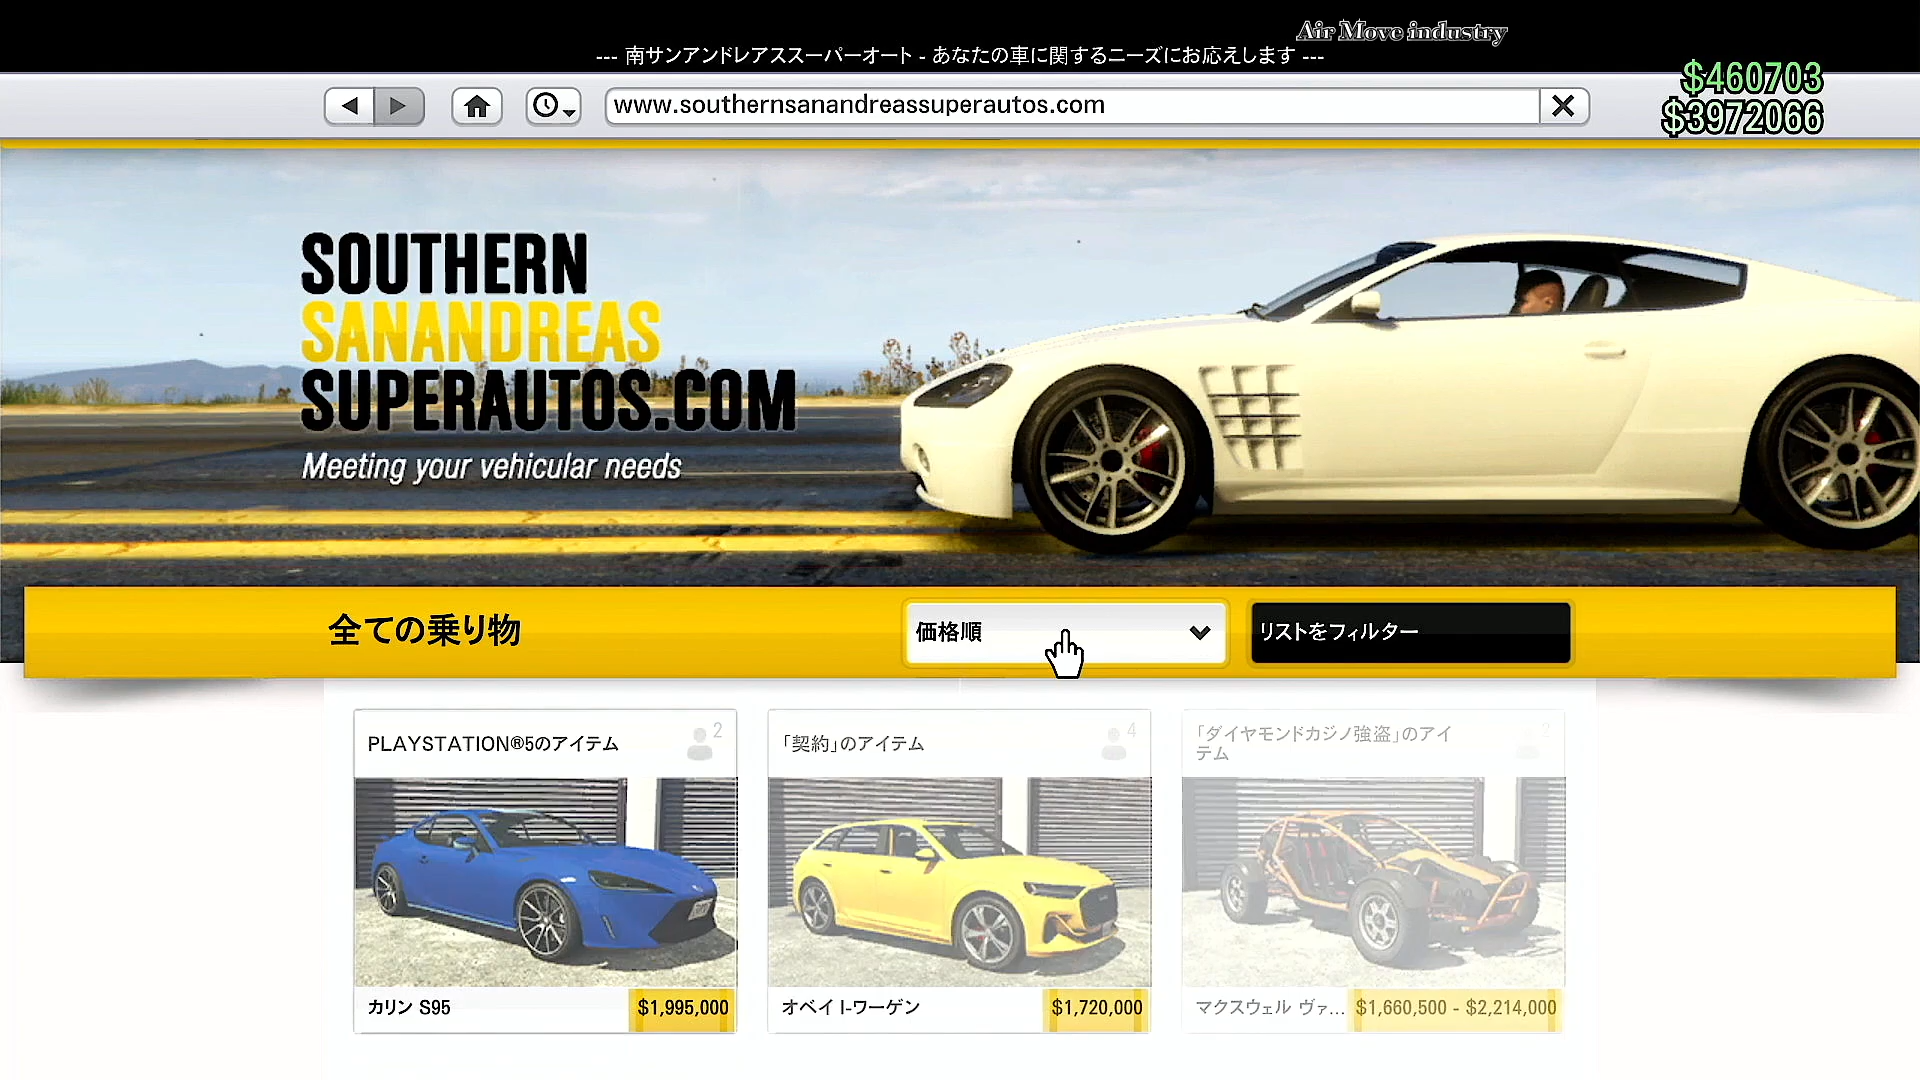 Air Move industry
--- 南サンアンドレアススーパーオート - あなたの車に関するニーズにお応えします ---
$460703
www.southernsanandreassuperautos.com
$3972066
SOUTHERN
SANANDREAS
SUPERAUTOS.COM
Meeting your vehicular needs
全ての乗り物
価格順
リストをフィルター
PLAYSTATION®5のアイテム
2
「契約」のアイテム
4
「ダイヤモンドカジノ強盗」のアイ
テム
2
カリン S95
$1,995,000
オベイ I-ワーゲン
$1,720,000
マクスウェル ヴァ...
$1,660,500 - $2,214,000